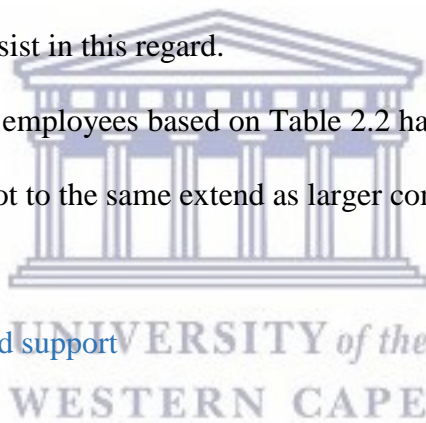 sist in this regard.
employees based on Table 2.2 ha
ot to the same extend as larger cor
d support
UNIVERSITY of the
WESTERN CAPE